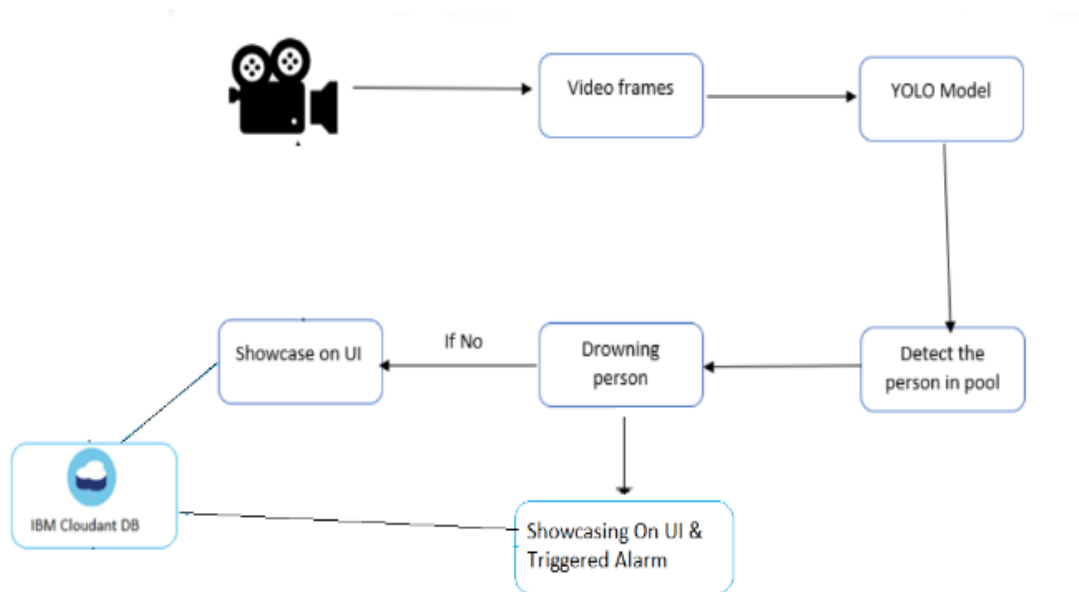 Video frames
YOLO Model
Showcase on UI
If No
Drowning
person
Detect the
person in pool
IBM Cloudant DB
Showcasing On UI &
Triggered Alarm